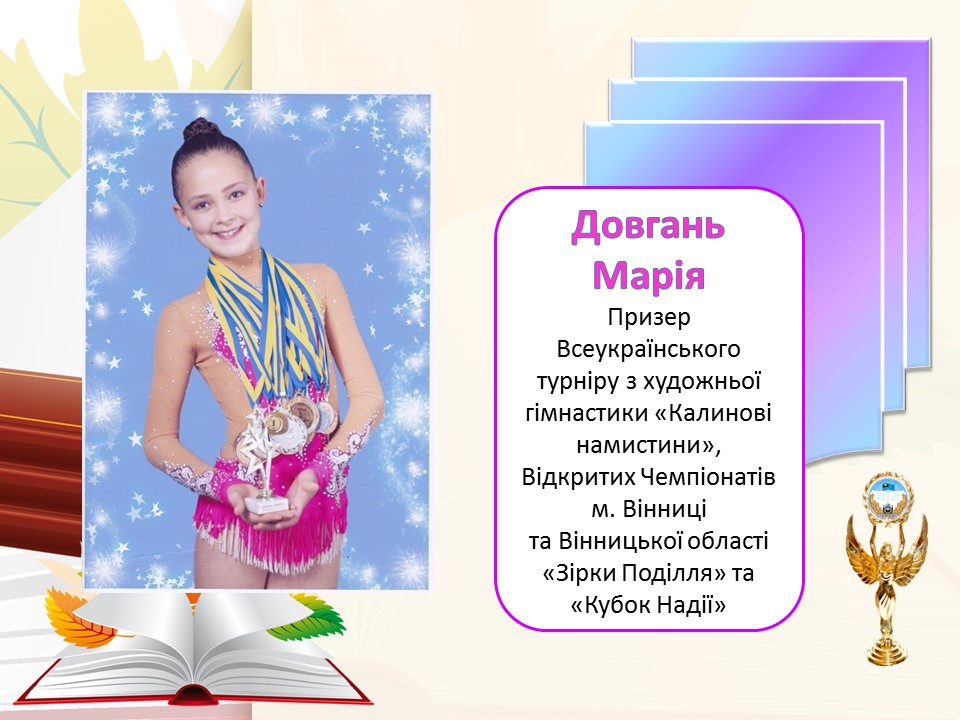 Довгань
Марія
Призер
Всеукраїнського
турніру з художньої
гімнастики «Калинові
намистини»,
Відкритих Чемпіонатів
м. Вінниці
та Вінницької області
«Зірки Поділля» та
«Кубок Надії»